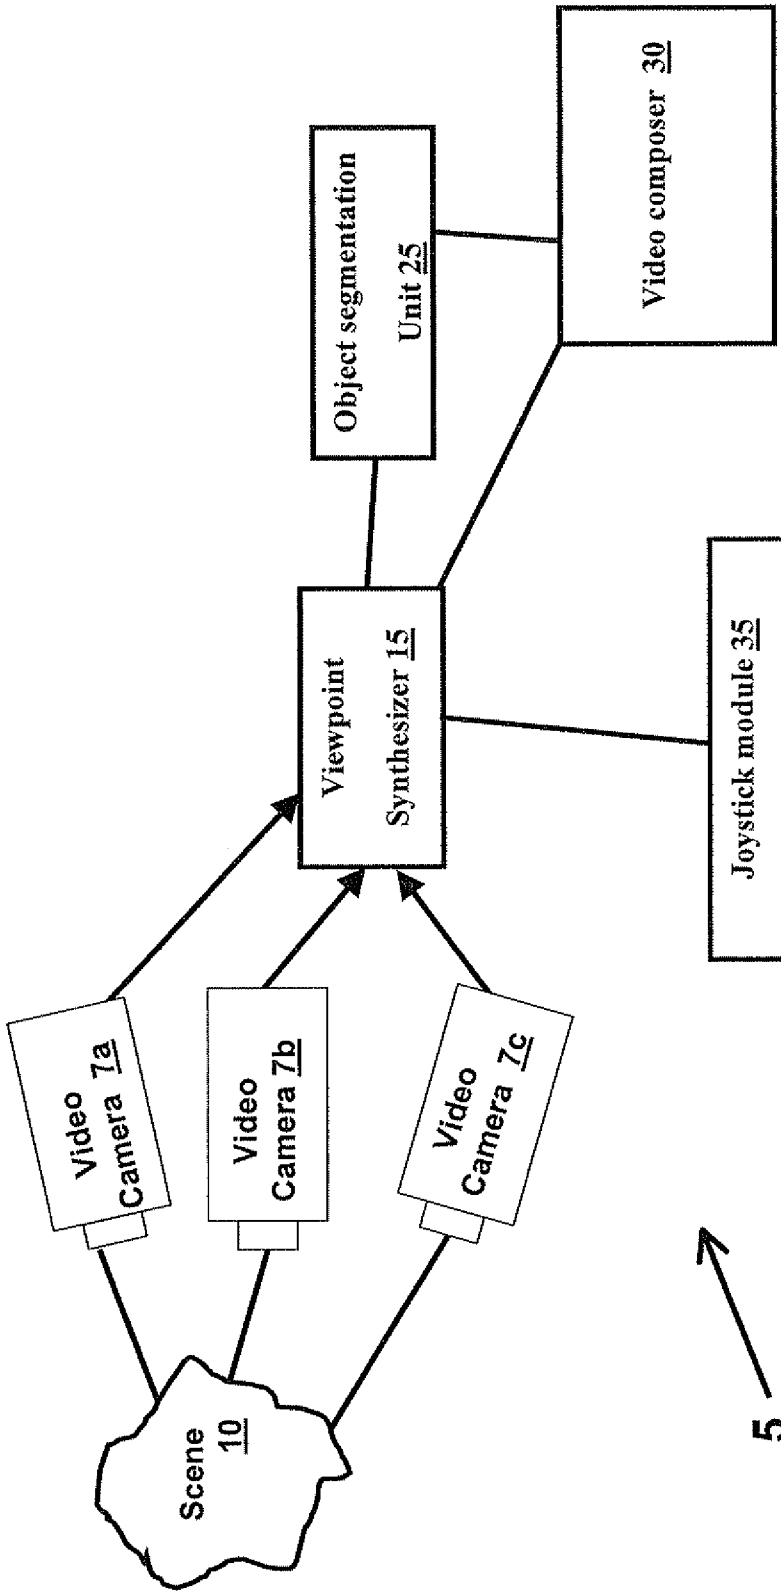 Scene
10
Video
Camera 7a
Video
Camera 7b
Video
Camera 7c
Viewpoint
Synthesizer 15
Object segmentation
Unit 25
Video composer 30
Joystick module 35
5